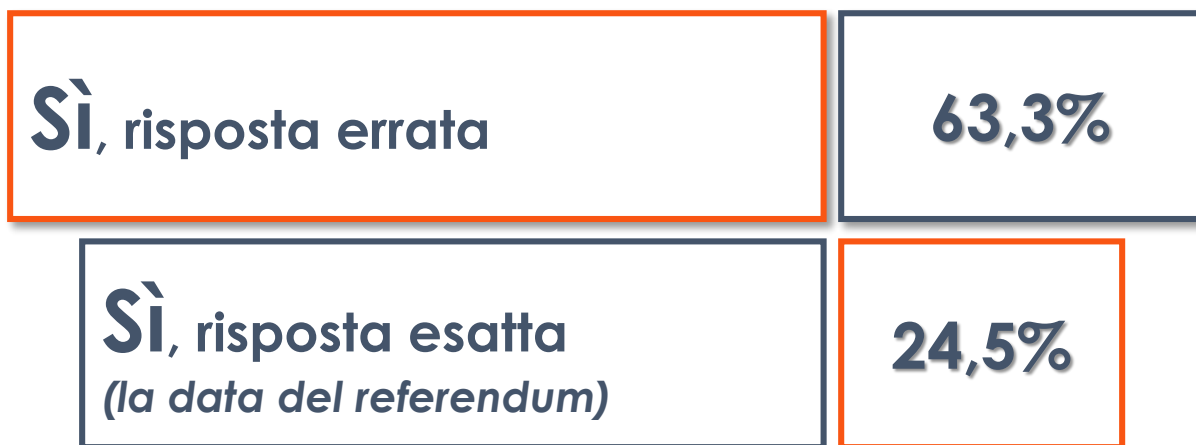 Sì, risposta errata
63,3%
Sì, risposta esatta
(la data del referendum)
24,5%